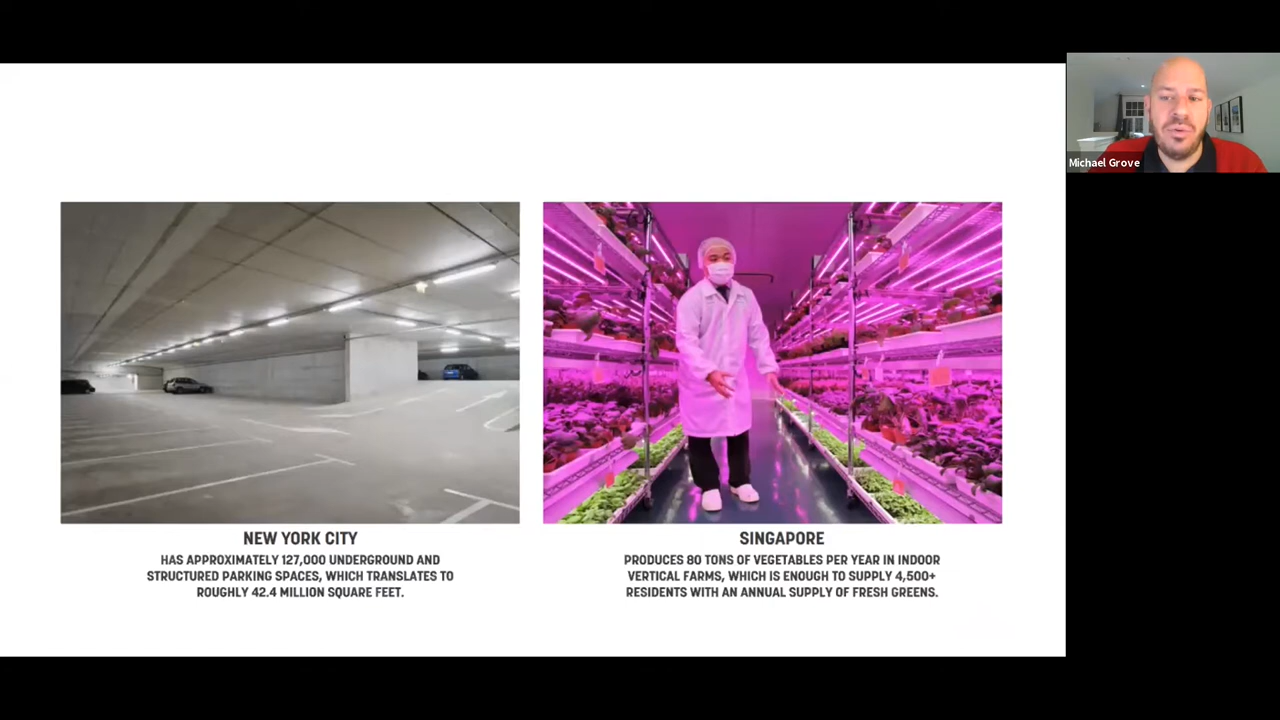 Michael Grove
NEW YORK CITY
HAS APPROXIMATELY 127,000 UNDERGROUND AND
STRUCTURED PARKING SPACES, WHICH TRANSLATES TO
ROUGHLY 42.4 MILLION SQUARE FEET.
SINGAPORE
PRODUCES 80 TONS OF VEGETABLES PER YEAR IN INDOOR
VERTICAL FARMS, WHICH IS ENOUGH TO SUPPLY 4,500+
RESIDENTS WITH AN ANNUAL SUPPLY OF FRESH GREENS.